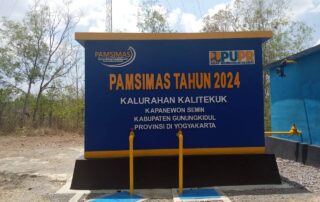 PAMSIMAS
PUPR
PAMSIMAS TAHUN 2024
KALURAHAN KALITEKUK
KAPANEWON SEMIN
KABUPATEN GUNUNGKIDUL
PROVINSI DI YOGYAKARTA